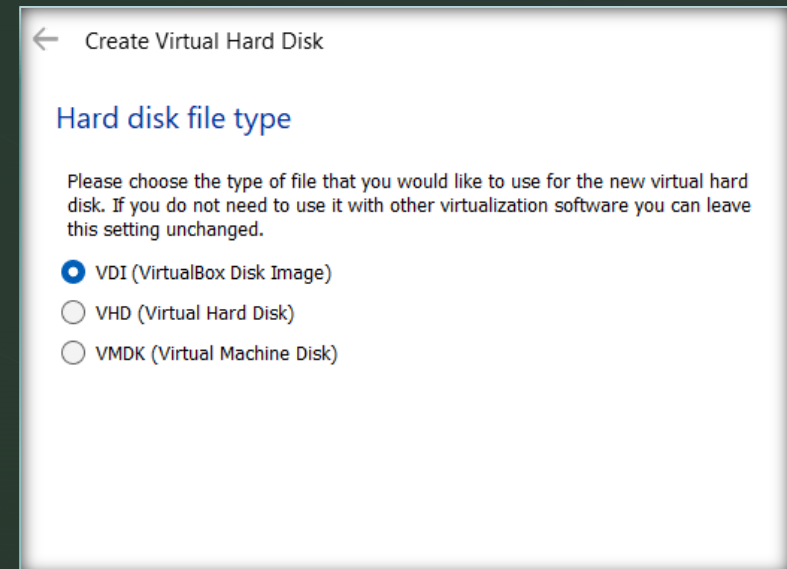 Create Virtual Hard Disk
Hard disk file type
Please choose the type of file that you would like to use for the new virtual hard
disk. If you do not need to use it with other virtualization software you can leave
this setting unchanged.
VDI (VirtualBox Disk Image)
VHD (Virtual Hard Disk)
VMDK (Virtual Machine Disk)